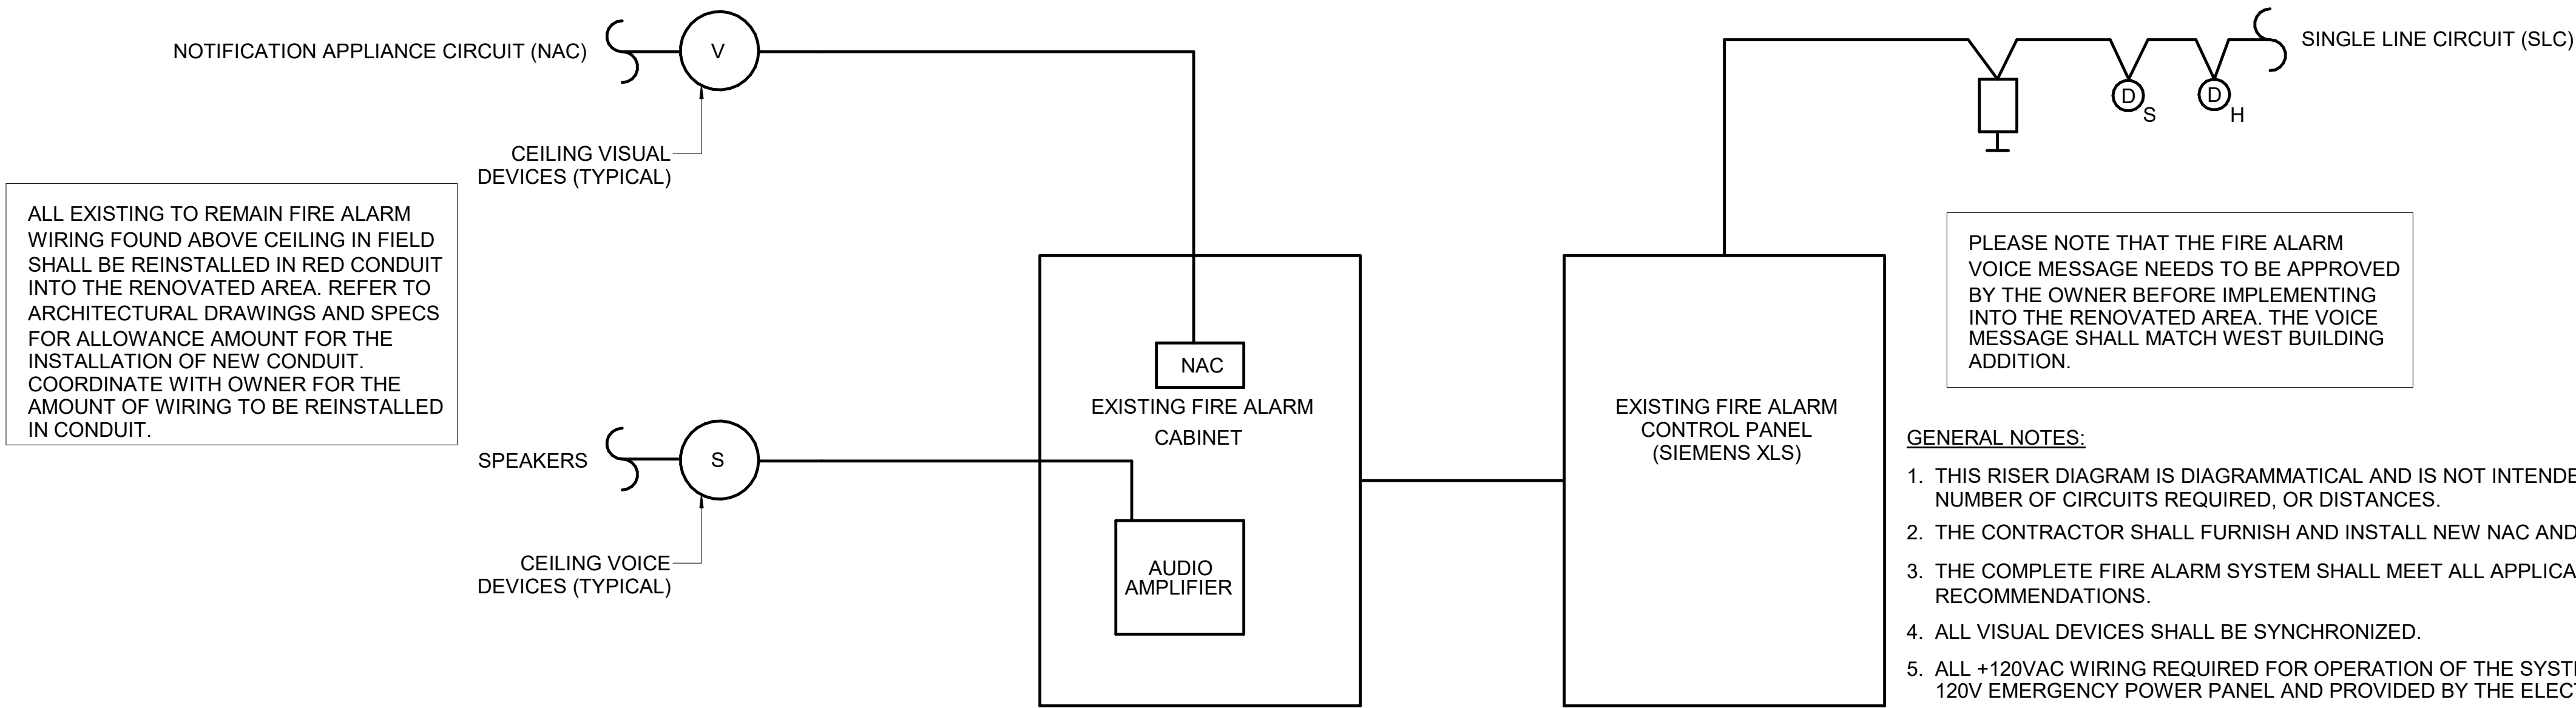 NOTIFICATION APPLIANCE CIRCUIT (NAC)
V
CEILING VISUAL
DEVICES (TYPICAL)
SINGLE LINE CIRCUIT (SLC)
D
S
D
H
ALL EXISTING TO REMAIN FIRE ALARM
WIRING FOUND ABOVE CEILING IN FIELD
SHALL BE REINSTALLED IN RED CONDUIT
INTO THE RENOVATED AREA. REFER TO
ARCHITECTURAL DRAWINGS AND SPECS
FOR ALLOWANCE AMOUNT FOR THE
INSTALLATION OF NEW CONDUIT.
COORDINATE WITH OWNER FOR THE
AMOUNT OF WIRING TO BE REINSTALLED
IN CONDUIT.
SPEAKERS
S
CEILING VOICE
DEVICES (TYPICAL)
NAC
EXISTING FIRE ALARM
CABINET
AUDIO
AMPLIFIER
EXISTING FIRE ALARM
CONTROL PANEL
(SIEMENS XLS)
PLEASE NOTE THAT THE FIRE ALARM
VOICE MESSAGE NEEDS TO BE APPROVED
BY THE OWNER BEFORE IMPLEMENTING
INTO THE RENOVATED AREA. THE VOICE
MESSAGE SHALL MATCH WEST BUILDING
ADDITION.
GENERAL NOTES:
1. THIS RISER DIAGRAM IS DIAGRAMMATICAL AND IS NOT INTENDE
NUMBER OF CIRCUITS REQUIRED, OR DISTANCES.
2. THE CONTRACTOR SHALL FURNISH AND INSTALL NEW NAC AND
3. THE COMPLETE FIRE ALARM SYSTEM SHALL MEET ALL APPLICA
RECOMMENDATIONS.
4. ALL VISUAL DEVICES SHALL BE SYNCHRONIZED.
5. ALL +120VAC WIRING REQUIRED FOR OPERATION OF THE SYST
120V EMERGENCY POWER PANEL AND PROVIDED BY THE ELEC